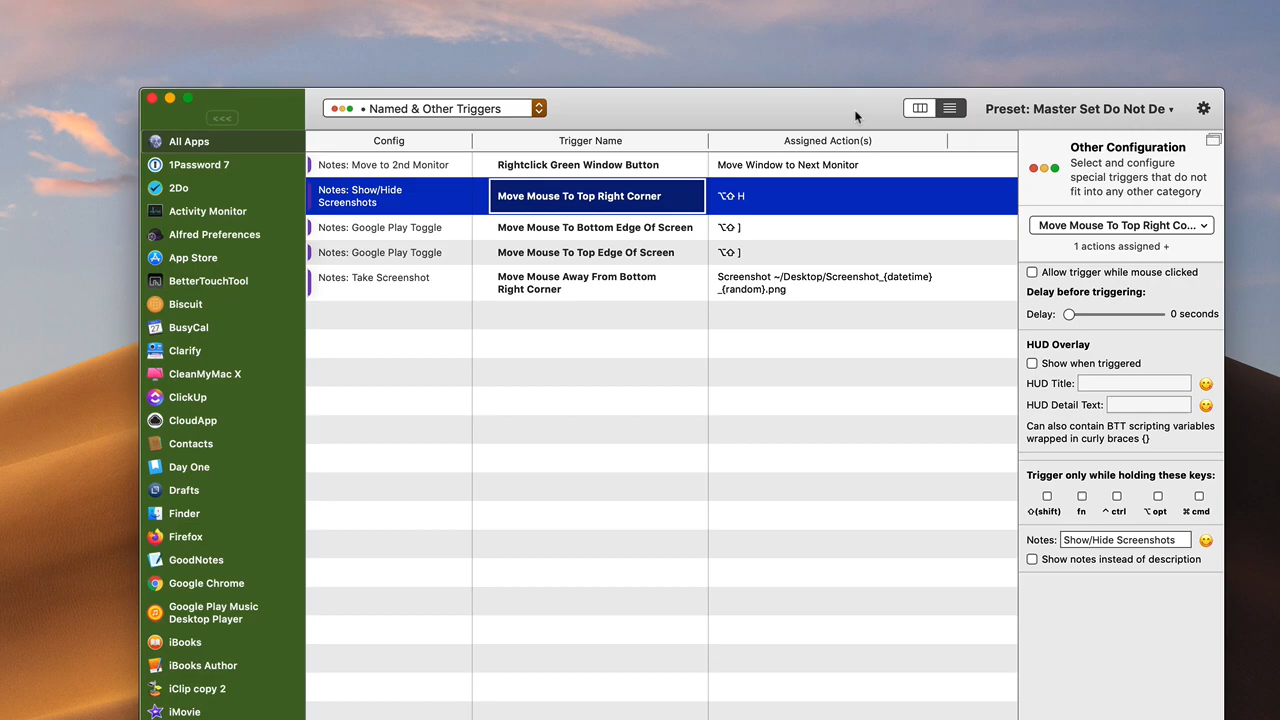 • Named & Other Triggers
Preset: Master Set Do Not De ▾
<<<
All Apps
1Password 7
2Do
Activity Monitor
Alfred Preferences
App Store
BetterTouchTool
Biscuit
BusyCal
Clarify
CleanMyMac X
ClickUp
CloudApp
Contacts
Day One
Drafts
Finder
Firefox
GoodNotes
Google Chrome
Google Play Music
Desktop Player
iBooks
iBooks Author
iClip copy 2
iMovie
Config
Trigger Name
Assigned Action(s)
Notes: Move to 2nd Monitor
Rightclick Green Window Button
Move Window to Next Monitor
Notes: Show/Hide
Screenshots
Move Mouse To Top Right Corner
⌥⇧ H
Notes: Google Play Toggle
Move Mouse To Bottom Edge Of Screen
⌥⇧ ]
Notes: Google Play Toggle
Move Mouse To Top Edge Of Screen
⌥⇧ ]
Notes: Take Screenshot
Move Mouse Away From Bottom
Right Corner
Screenshot ~/Desktop/Screenshot_{datetime}
_{random}.png
Other Configuration
Select and configure
special triggers that do not
fit into any other category
Move Mouse To Top Right Co...
1 actions assigned +
Allow trigger while mouse clicked
Delay before triggering:
Delay: 0 seconds
HUD Overlay
Show when triggered
HUD Title:
HUD Detail Text:
Can also contain BTT scripting variables
wrapped in curly braces {}
Trigger only while holding these keys:
⇧(shift) fn ^ ctrl ⌥ opt ⌘ cmd
Notes: Show/Hide Screenshots
Show notes instead of description
27